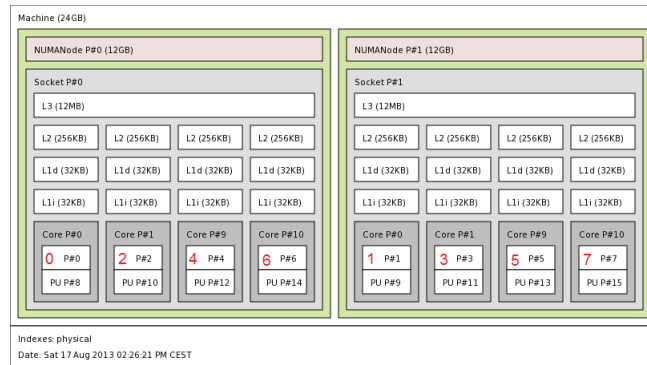 Machine (24GB)
NUMANode P#0 (12GB)
Socket P#0
L3 (12MB)
L2 (256KB) L2 (256KB) L2 (256KB) L2 (256KB)
L1d (32KB) L1d (32KB) L1d (32KB) L1d (32KB)
L1i (32KB) L1i (32KB) L1i (32KB) L1i (32KB)
Core P#0 Core P#1 Core P#9 Core P#10
0 P#0 2 P#2 4 P#4 6 P#6
PU P#8 PU P#10 PU P#12 PU P#14
NUMANode P#1 (12GB)
Socket P#1
L3 (12MB)
L2 (256KB) L2 (256KB) L2 (256KB) L2 (256KB)
L1d (32KB) L1d (32KB) L1d (32KB) L1d (32KB)
L1i (32KB) L1i (32KB) L1i (32KB) L1i (32KB)
Core P#0 Core P#1 Core P#9 Core P#10
1 P#1 3 P#3 5 P#5 7 P#7
PU P#9 PU P#11 PU P#13 PU P#15
Indexes: physical
Date: Sat 17 Aug 2013 02:26:21 PM CEST